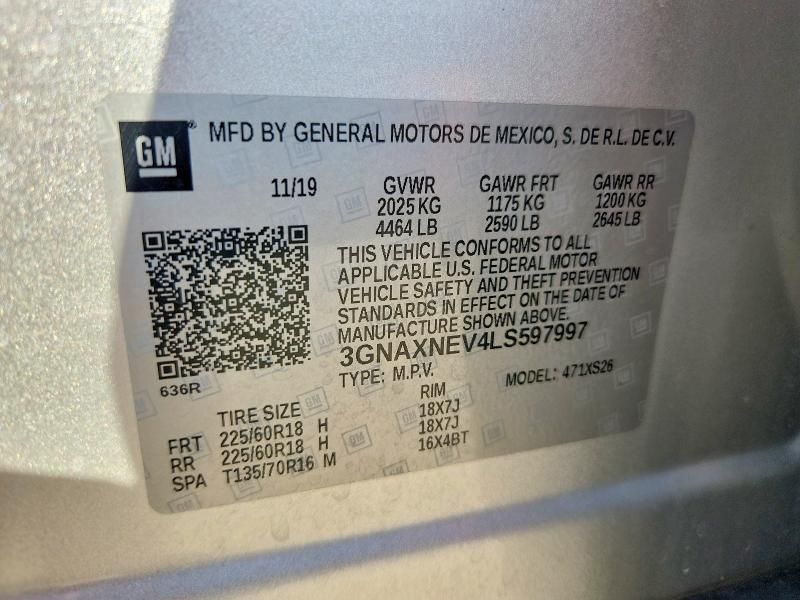 GM ® MFD BY GENERAL MOTORS DE MEXICO, S. DE R.L. DE C.V.
11/19 GVWR GAWR FRT GAWR RR
2025 KG 1175 KG 1200 KG
4464 LB 2590 LB 2645 LB
THIS VEHICLE CONFORMS TO ALL
APPLICABLE U.S. FEDERAL MOTOR
VEHICLE SAFETY AND THEFT PREVENTION
STANDARDS IN EFFECT ON THE DATE OF
MANUFACTURE SHOWN ABOVE.
3GNAXNEV4LS597997
TYPE: M.P.V. MODEL: 471XS26
636R
TIRE SIZE RIM
FRT 225/60R18 H 18X7J
RR 225/60R18 H 18X7J
SPA T135/70R16 M 16X4BT